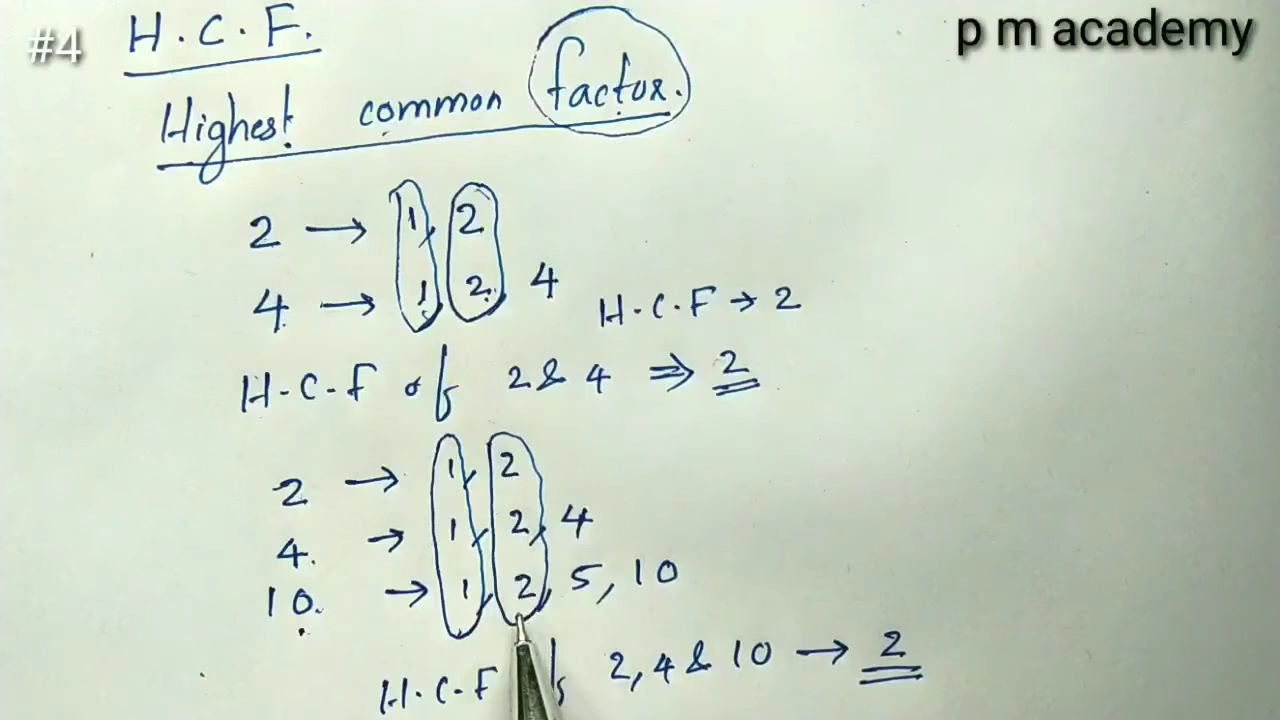 #4
p m academy
H.C.F.
Highest common factor.
2 → 1, 2
4 → 1, 2, 4
H.C.F → 2
H.C.F of 2 & 4 ⇒ 2
2 → 1, 2
4. → 1, 2, 4
10. → 1, 2, 5, 10
H.C.F 2, 4 & 10 → 2